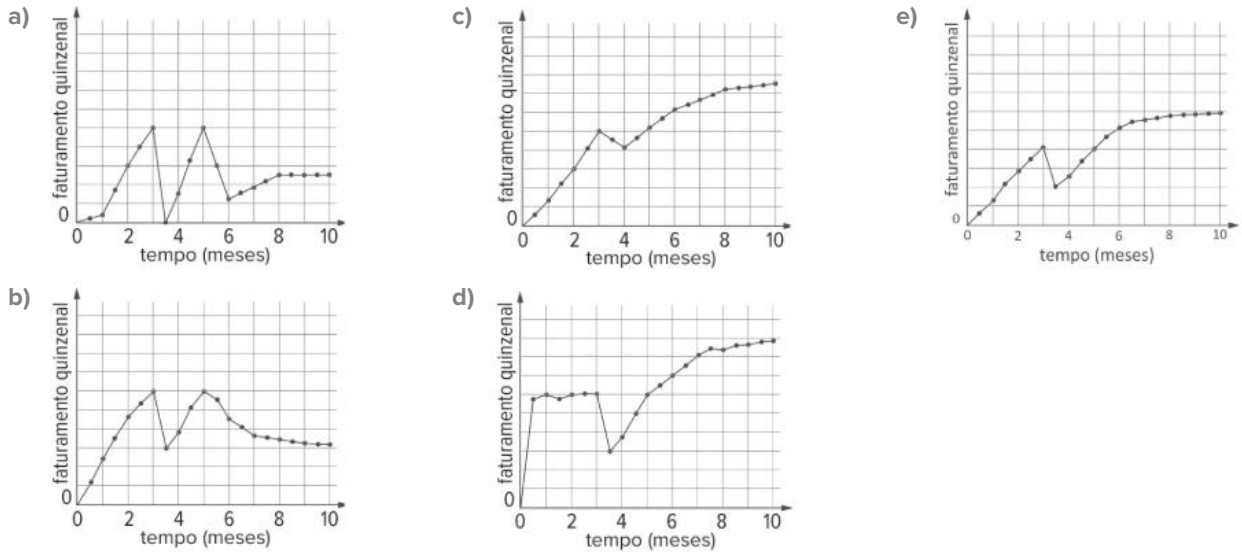 a)
faturamento quinzenal
0
0 2 4 6 8 10
tempo (meses)
b)
faturamento quinzenal
0
0 2 4 6 8 10
tempo (meses)
c)
faturamento quinzenal
0
0 2 4 6 8 10
tempo (meses)
d)
faturamento quinzenal
0
0 2 4 6 8 10
tempo (meses)
e)
faturamento quinzenal
0
0 2 4 6 8 10
tempo (meses)